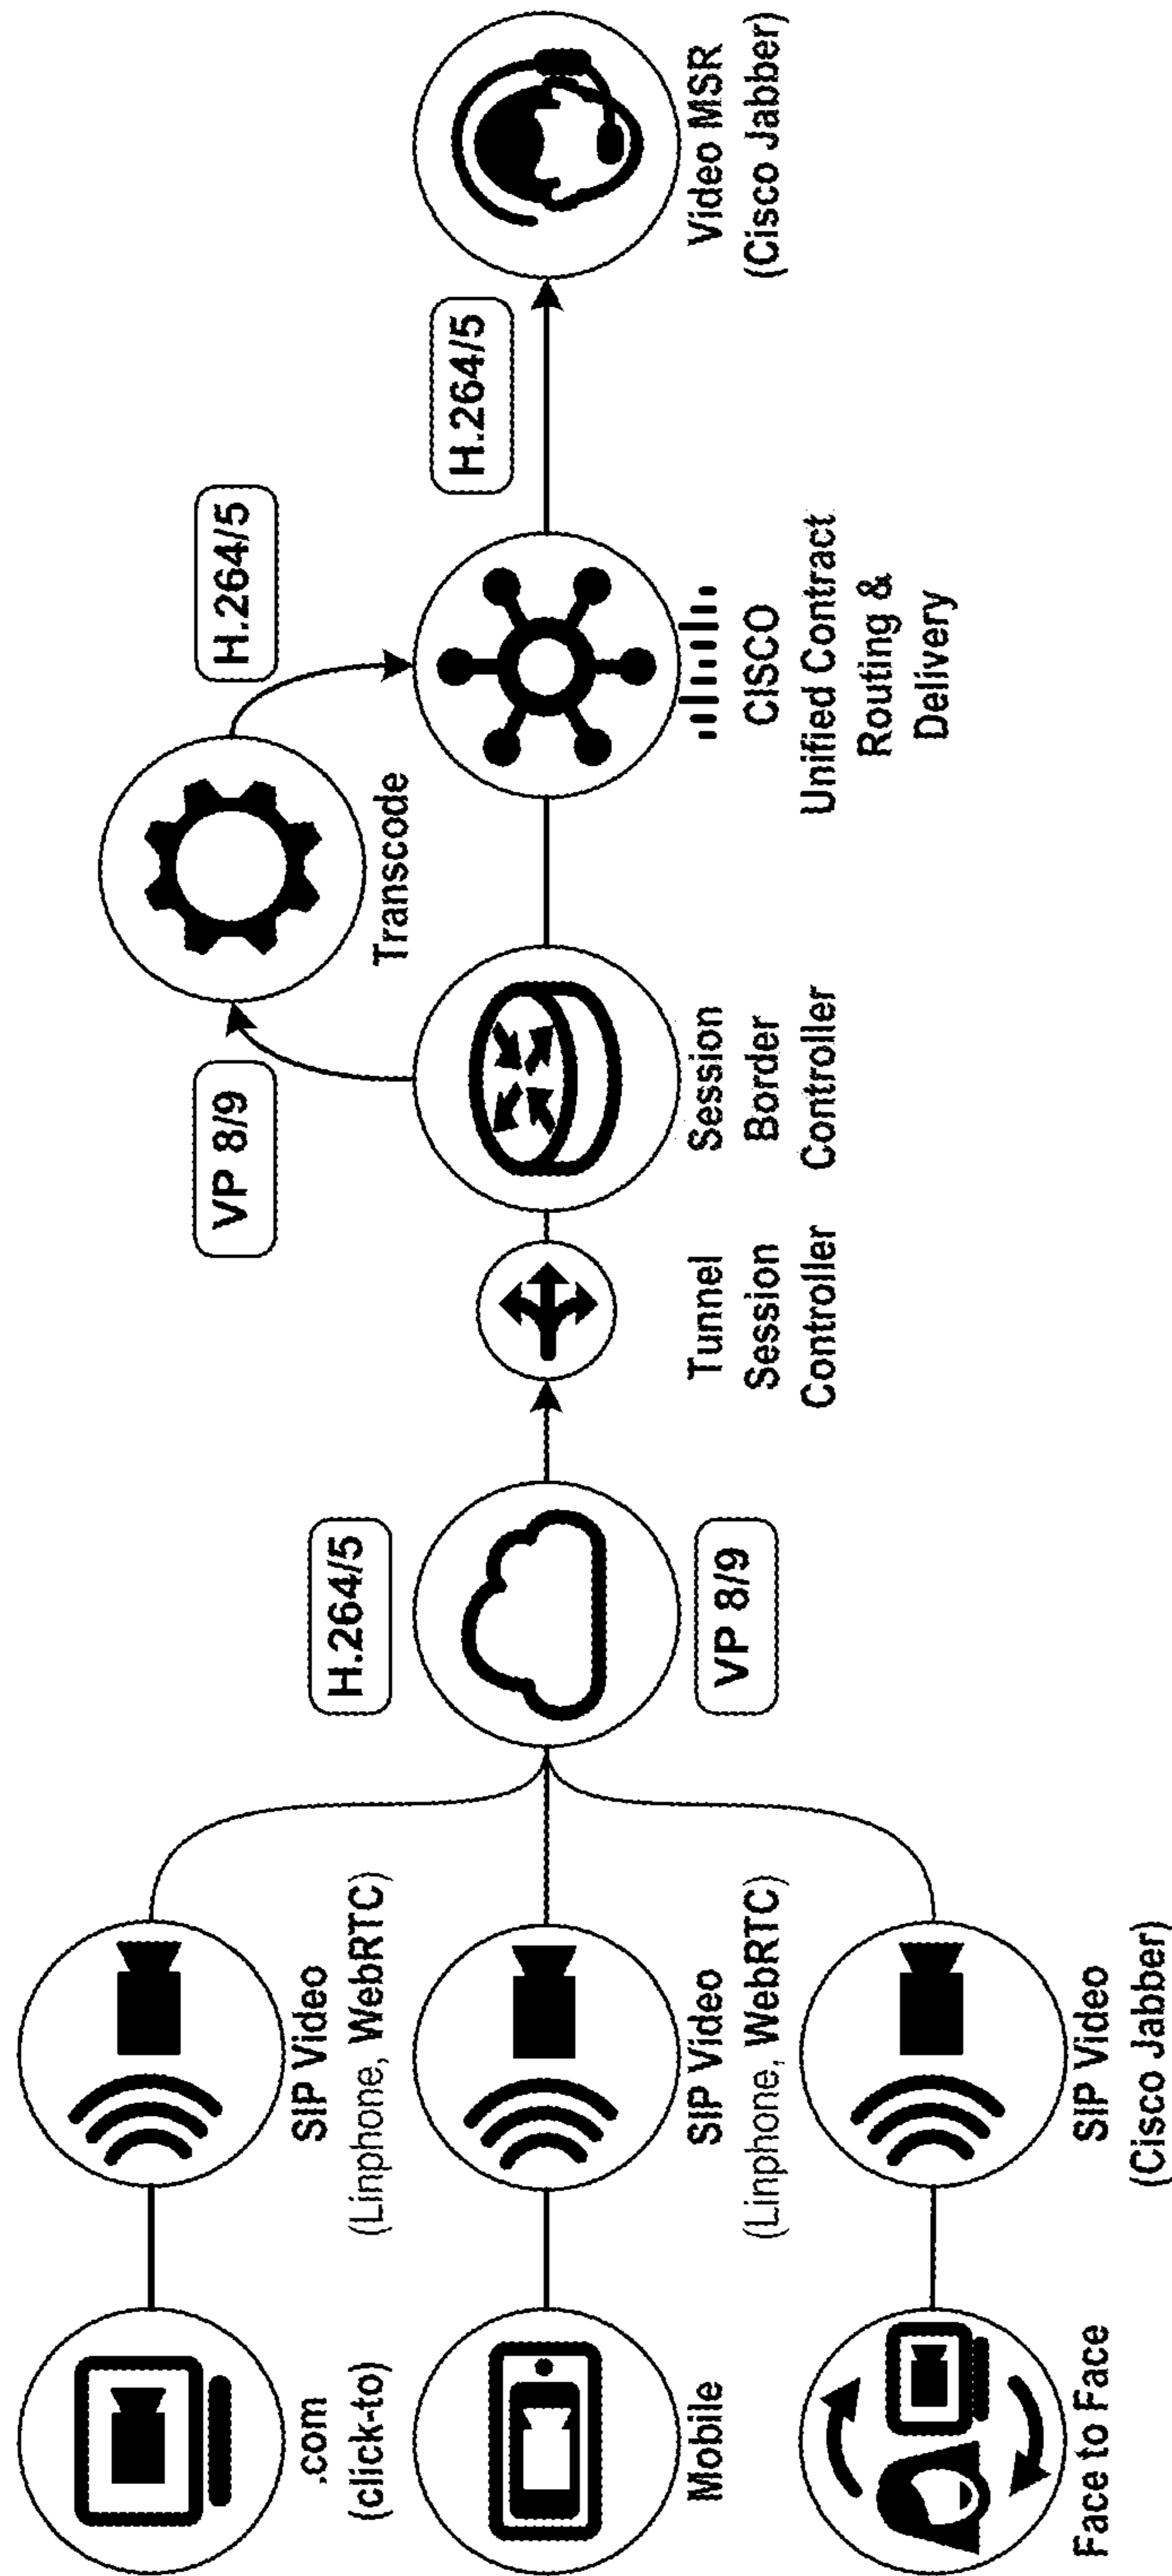 .com
(click-to)
SIP Video
(Linphone, WebRTC)
Mobile
SIP Video
(Linphone, WebRTC)
Face to Face
SIP Video
(Cisco Jabber)
H.264/5
VP 8/9
Tunnel
Session
Controller
Session
Border
Controller
VP 8/9
Transcode
H.264/5
CISCO
Unified Contract
Routing &
Delivery
H.264/5
Video MSR
(Cisco Jabber)